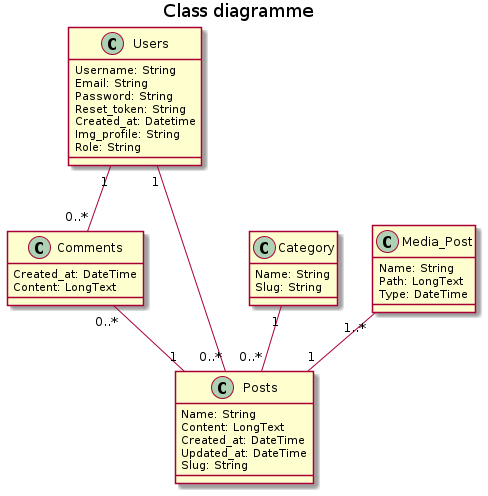 Class diagramme
C Users
Username: String
Email: String
Password: String
Reset_token: String
Created_at: Datetime
Img_profile: String
Role: String
1
1
0..*
C Comments
Created_at: DateTime
Content: LongText
C Category
Name: String
Slug: String
C Media_Post
Name: String
Path: LongText
Type: DateTime
0..*
1
1..*
1
0..*
0..*
1
C Posts
Name: String
Content: LongText
Created_at: DateTime
Updated_at: DateTime
Slug: String